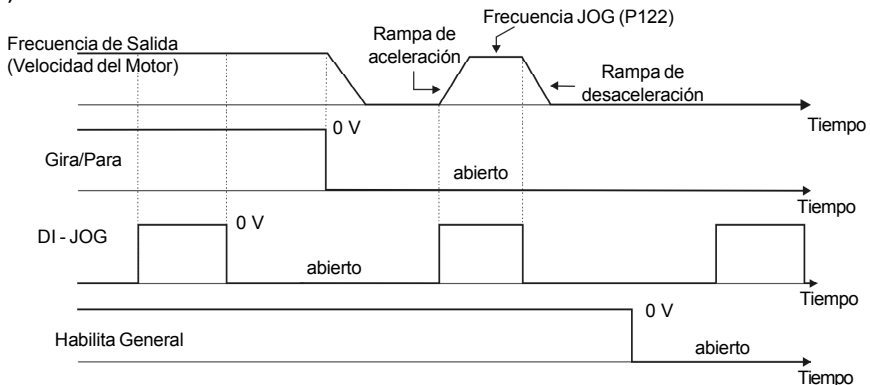 Frecuencia JOG (P122)
Frecuencia de Salida
(Velocidad del Motor)
Rampa de
aceleración
Rampa de
desaceleración
Tiempo
0 V
Gira/Para
abierto
Tiempo
0 V
DI - JOG
abierto
Tiempo
0 V
Habilita General
abierto
Tiempo